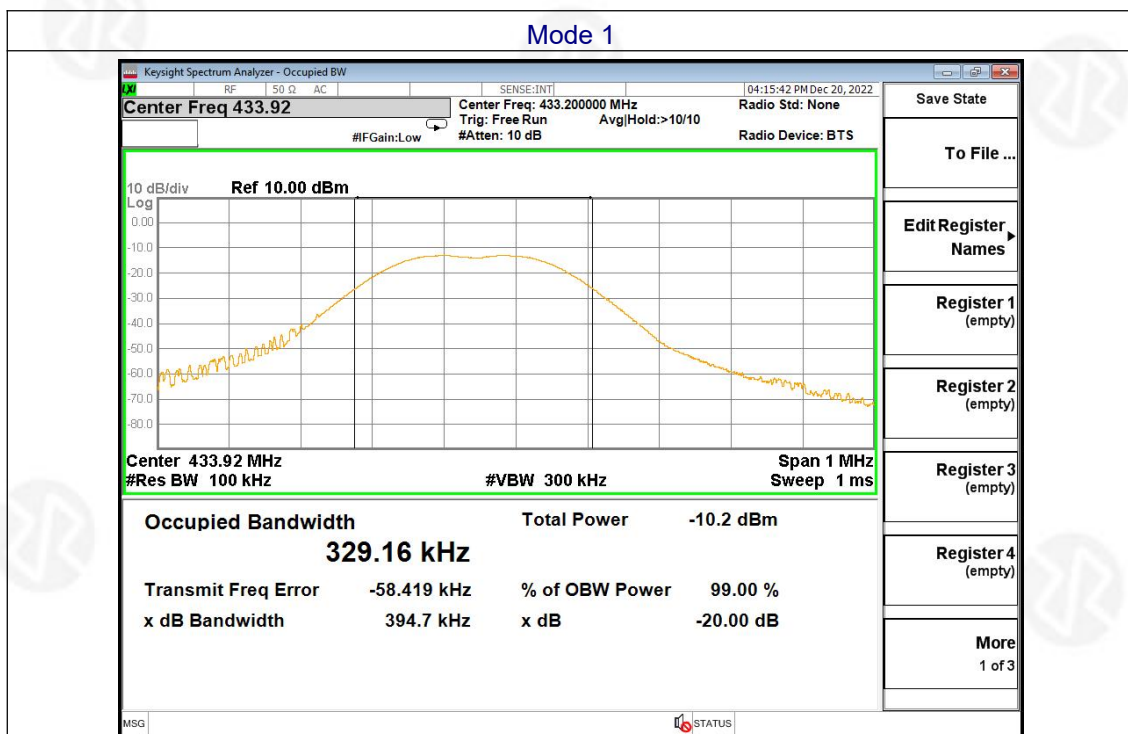 Mode 1
Keysight Spectrum Analyzer - Occupied BW
LXI RF 50 Ω AC SENSE:INT 04:15:42 PM Dec 20, 2022
Center Freq 433.92 Center Freq: 433.200000 MHz Radio Std: None
Trig: Free Run Avg|Hold:>10/10
#IFGain:Low #Atten: 10 dB Radio Device: BTS
10 dB/div Ref 10.00 dBm
Log
0.00
-10.0
-20.0
-30.0
-40.0
-50.0
-60.0
-70.0
-80.0
Center 433.92 MHz Span 1 MHz
#Res BW 100 kHz #VBW 300 kHz Sweep 1 ms
Occupied Bandwidth Total Power -10.2 dBm
329.16 kHz
Transmit Freq Error -58.419 kHz % of OBW Power 99.00 %
x dB Bandwidth 394.7 kHz x dB -20.00 dB
MSG STATUS
Save State
To File ...
Edit Register
Names
Register 1
(empty)
Register 2
(empty)
Register 3
(empty)
Register 4
(empty)
More
1 of 3